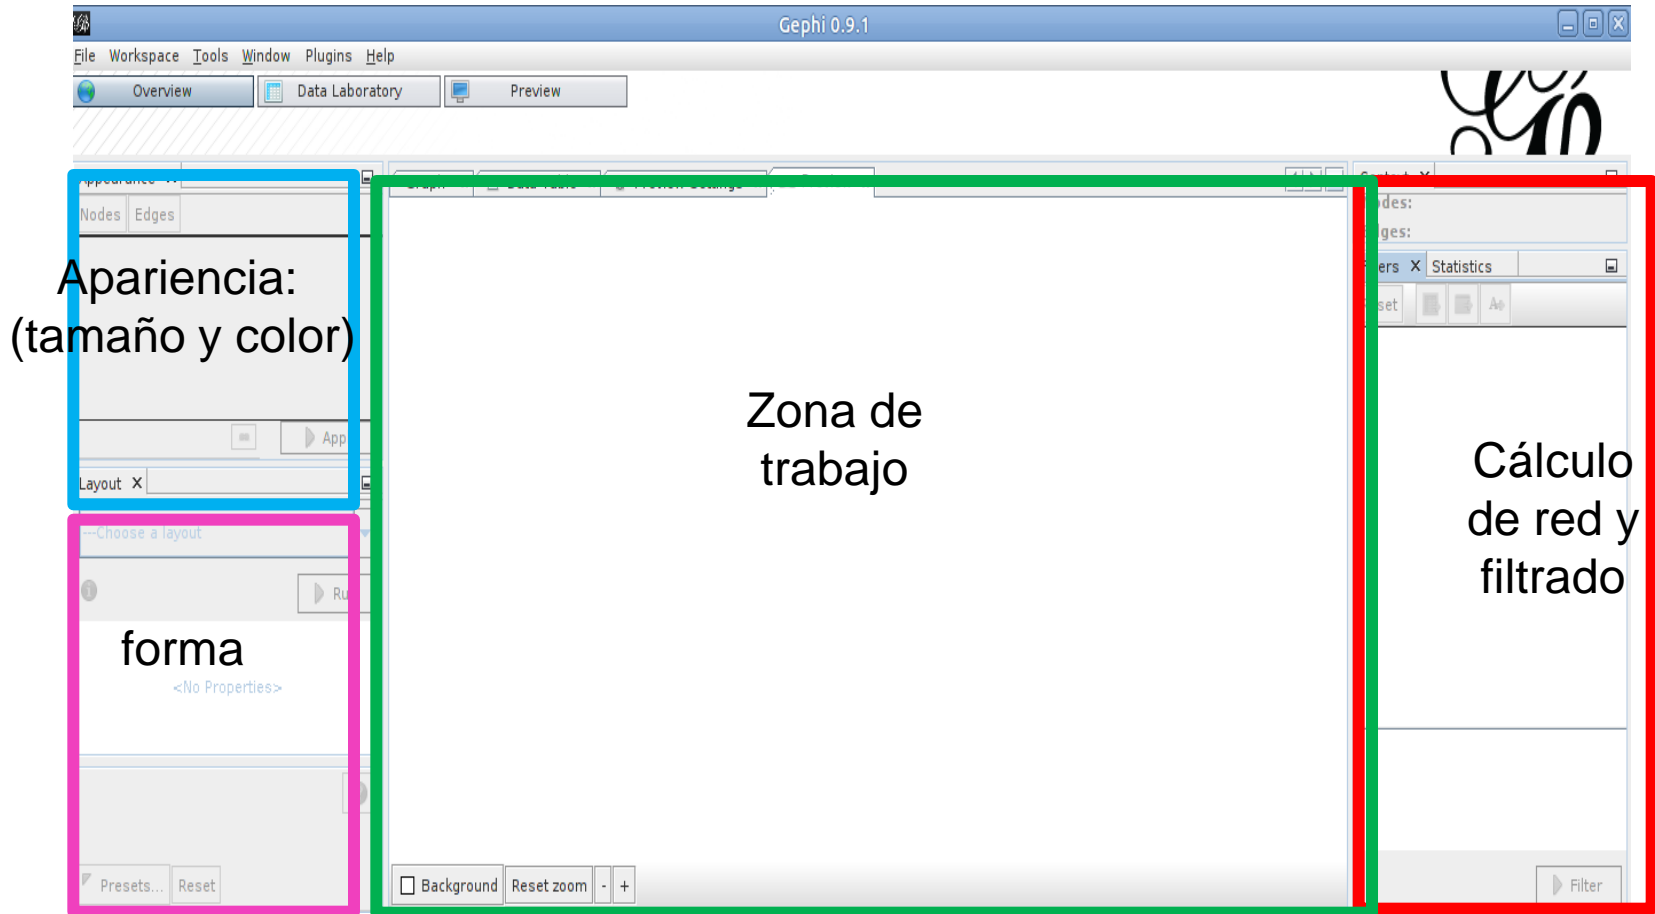 Gephi 0.9.1
File Workspace Tools Window Plugins Help
Overview Data Laboratory Preview
Nodes Edges
Apariencia:
(tamaño y color)
Layout X
---Choose a layout
forma
<No Properties>
Presets... Reset
Zona de
trabajo
Background Reset zoom - +
X Statistics
Cálculo
de red y
filtrado
Filter